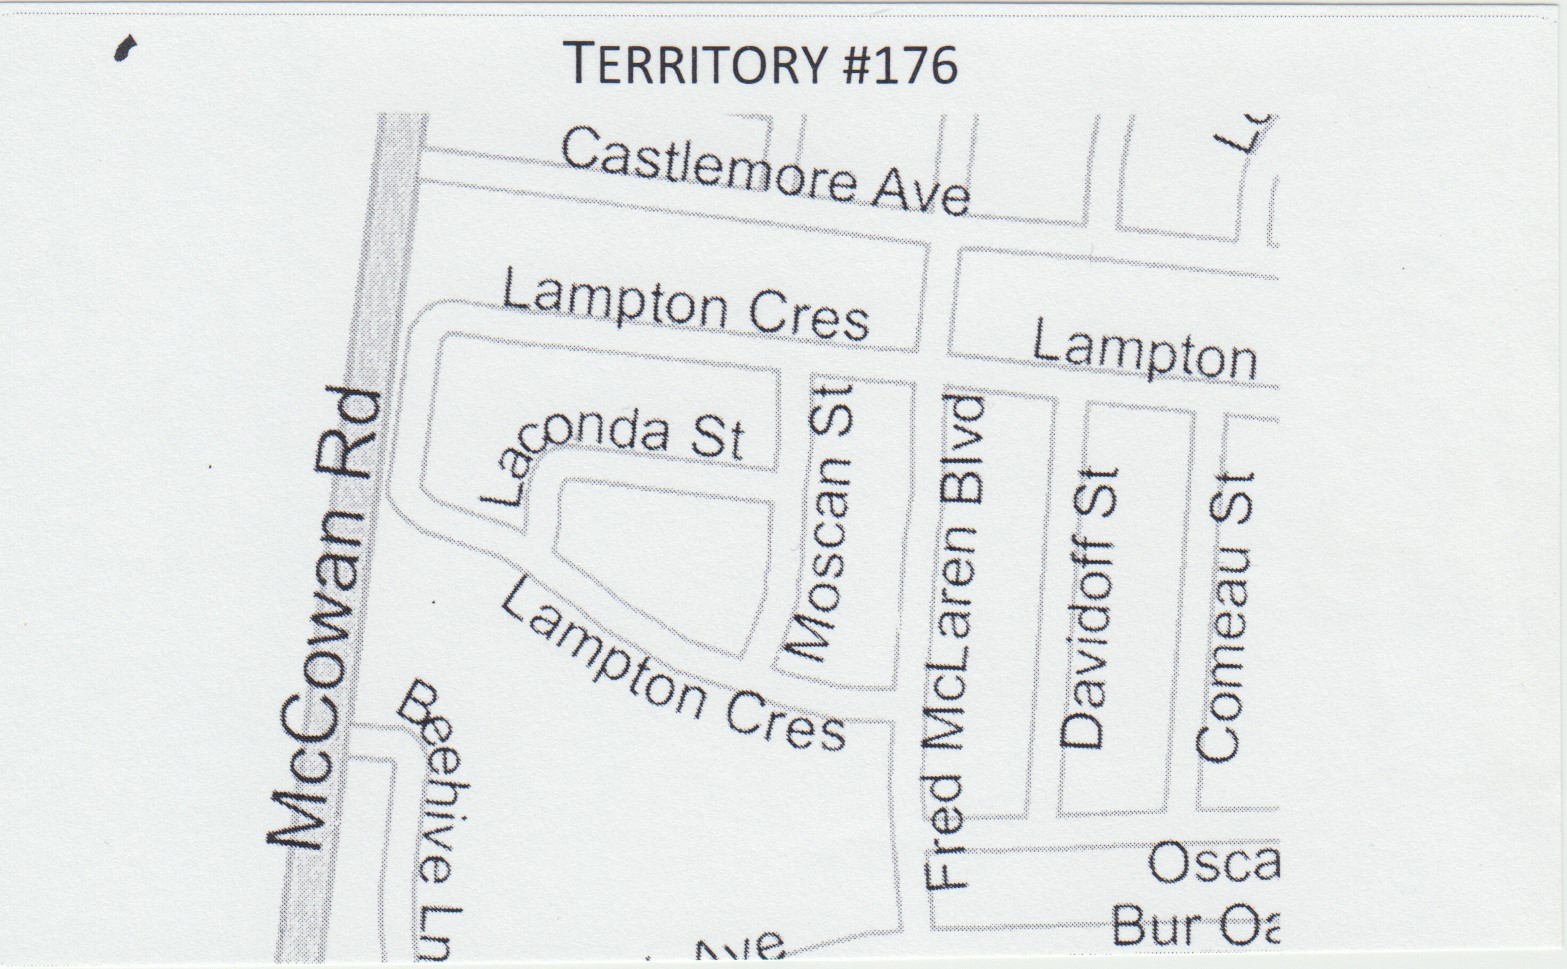 TERRITORY #176
Lo
Castlemore Ave
Lampton Cres
Lampton
McCowan Rd
Laconda St
Moscan St
Fred McLaren Blvd
Davidoff St
Comeau St
Lampton Cres
Beehive Ln
Osca
Bur Oa
Ave